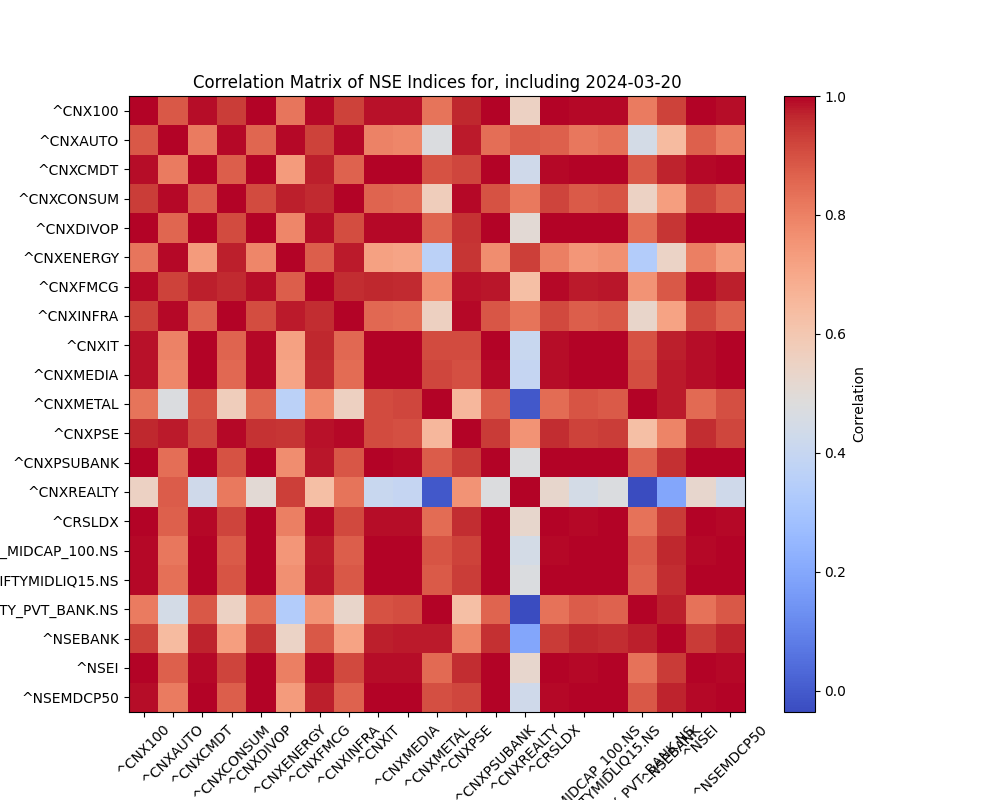 Correlation Matrix of NSE Indices for, including 2024-03-20
^CNX100
^CNXAUTO
^CNXCMDT
^CNXCONSUM
^CNXDIVOP
^CNXENERGY
^CNXFMCG
^CNXINFRA
^CNXIT
^CNXMEDIA
^CNXMETAL
^CNXPSE
^CNXPSUBANK
^CNXREALTY
^CRSLDX
_MIDCAP_100.NS
IFTYMIDLIQ15.NS
TY_PVT_BANK.NS
^NSEBANK
^NSEI
^NSEMDCP50
^CNX100
^CNXAUTO
^CNXCMDT
^CNXCONSUM
^CNXDIVOP
^CNXENERGY
^CNXFMCG
^CNXINFRA
^CNXIT
^CNXMEDIA
^CNXMETAL
^CNXPSE
^CNXPSUBANK
^CNXREALTY
^CRSLDX
MIDCAP_100.NS
TYMIDLIQ15.NS
_PVT_BANK.NS
^NSEBANK
^NSEI
^NSEMDCP50
1.0
0.8
0.6
0.4
0.2
0.0
Correlation